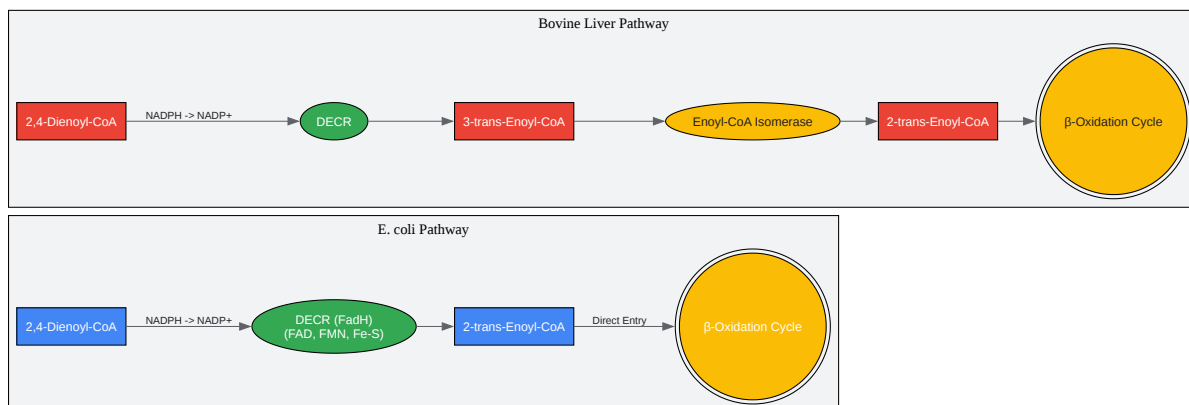 Bovine Liver Pathway
2,4-Dienoyl-CoA
NADPH -> NADP+
DECR
3-trans-Enoyl-CoA
Enoyl-CoA Isomerase
2-trans-Enoyl-CoA
β-Oxidation Cycle
E. coli Pathway
2,4-Dienoyl-CoA
NADPH -> NADP+
DECR (FadH)
(FAD, FMN, Fe-S)
2-trans-Enoyl-CoA
Direct Entry
β-Oxidation Cycle